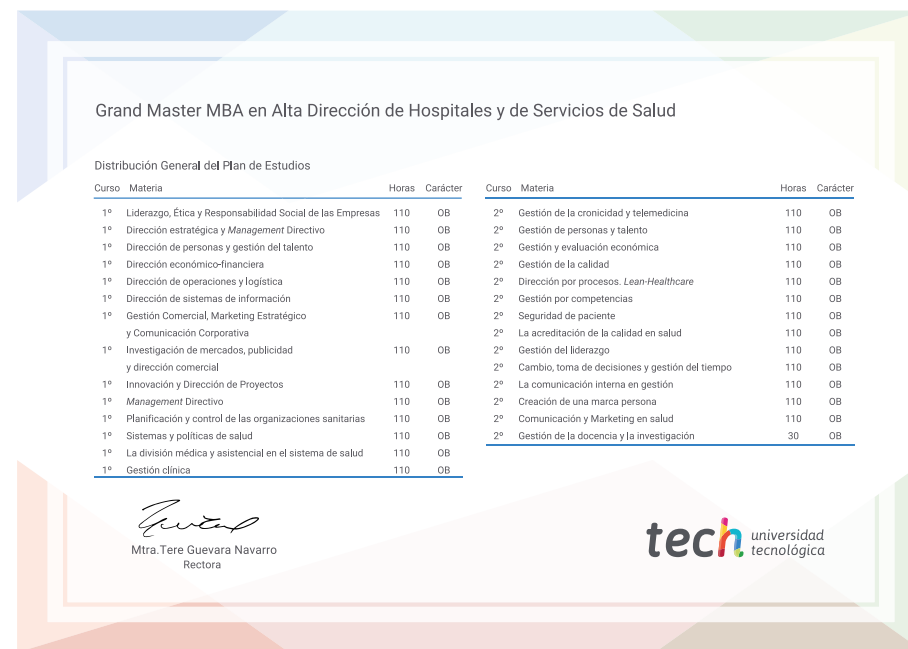 Grand Master MBA en Alta Dirección de Hospitales y de Servicios de Salud
Distribución General del Plan de Estudios
Curso Materia Horas Carácter
1º Liderazgo, Ética y Responsabilidad Social de las Empresas 110 OB
1º Dirección estratégica y Management Directivo 110 OB
1º Dirección de personas y gestión del talento 110 OB
1º Dirección económico-financiera 110 OB
1º Dirección de operaciones y logística 110 OB
1º Dirección de sistemas de información 110 OB
1º Gestión Comercial, Marketing Estratégico 110 OB
y Comunicación Corporativa
1º Investigación de mercados, publicidad 110 OB
y dirección comercial
1º Innovación y Dirección de Proyectos 110 OB
1º Management Directivo 110 OB
1º Planificación y control de las organizaciones sanitarias 110 OB
1º Sistemas y políticas de salud 110 OB
1º La división médica y asistencial en el sistema de salud 110 OB
1º Gestión clínica 110 OB
Curso Materia Horas Carácter
2º Gestión de la cronicidad y telemedicina 110 OB
2º Gestión de personas y talento 110 OB
2º Gestión y evaluación económica 110 OB
2º Gestión de la calidad 110 OB
2º Dirección por procesos. Lean-Healthcare 110 OB
2º Gestión por competencias 110 OB
2º Seguridad de paciente 110 OB
2º La acreditación de la calidad en salud 110 OB
2º Gestión del liderazgo 110 OB
2º Cambio, toma de decisiones y gestión del tiempo 110 OB
2º La comunicación interna en gestión 110 OB
2º Creación de una marca persona 110 OB
2º Comunicación y Marketing en salud 110 OB
2º Gestión de la docencia y la investigación 30 OB
Mtra.Tere Guevara Navarro
Rectora
tech universidad
tecnológica